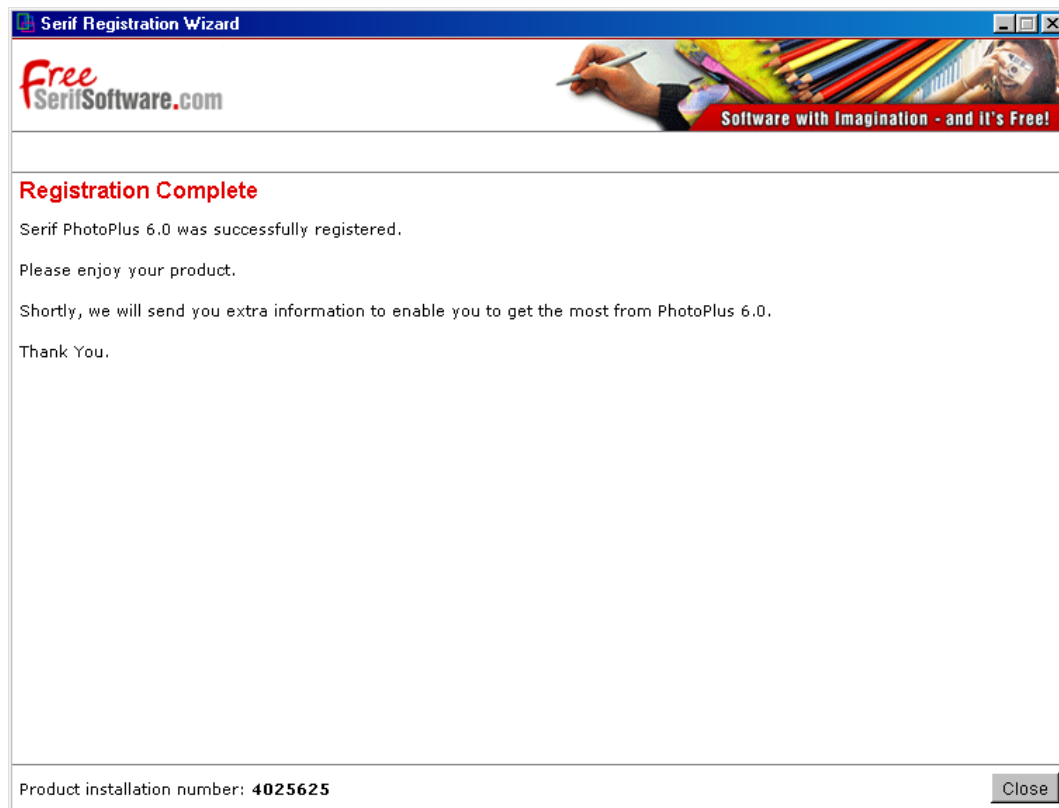 Serif Registration Wizard
Free
SerifSoftware.com
Software with Imagination - and it's Free!
Registration Complete
Serif PhotoPlus 6.0 was successfully registered.
Please enjoy your product.
Shortly, we will send you extra information to enable you to get the most from PhotoPlus 6.0.
Thank You.
Product installation number: 4025625
Close